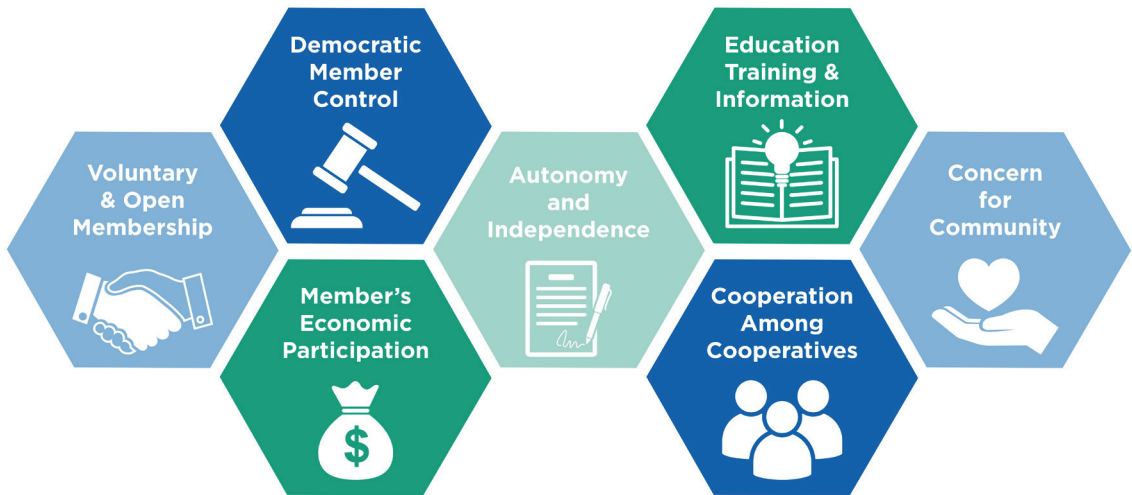 Voluntary
& Open
Membership
Democratic
Member
Control
Member's
Economic
Participation
$
Autonomy
and
Independence
Education
Training &
Information
Cooperation
Among
Cooperatives
Concern
for
Community